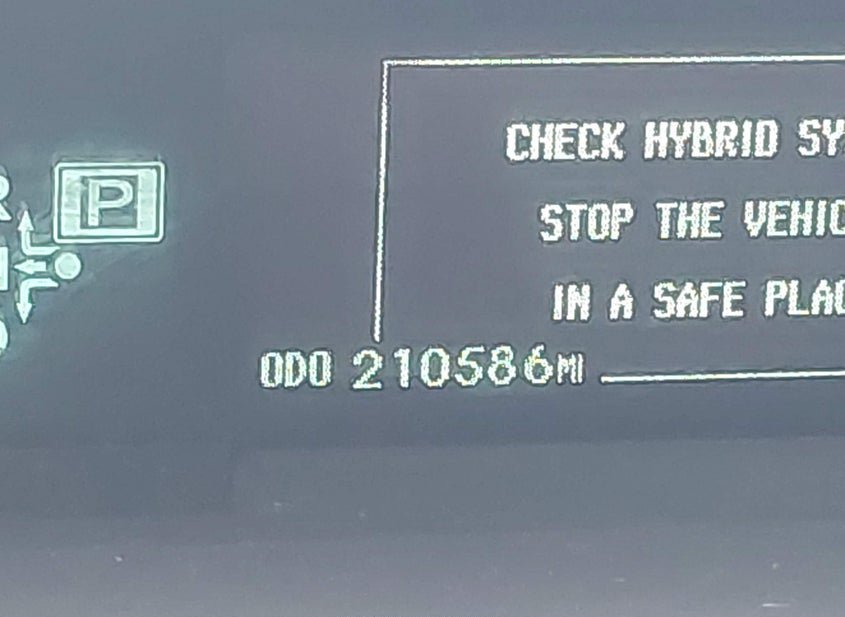 CHECK HYBRID SY
STOP THE VEHIC
IN A SAFE PLAC
R
P
N
D
ODO 210586MI